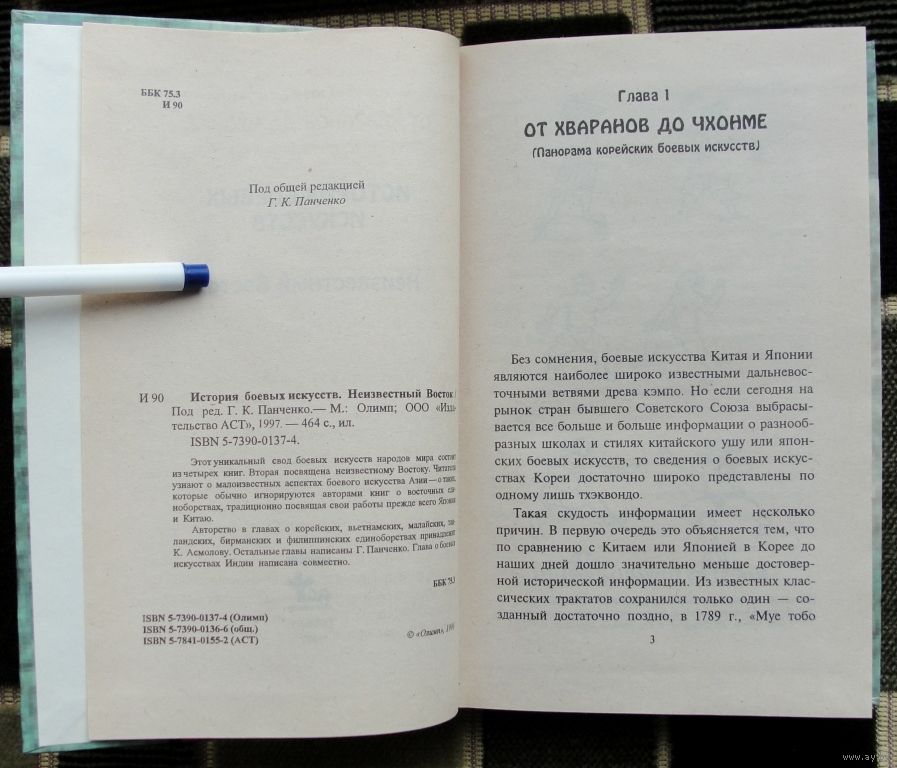 ББК 75.3
И 90
Под общей редакцией
Г. К. Панченко
И 90 История боевых искусств. Неизвестный Восток
Под ред. Г. К. Панченко.— М.: Олимп; ООО «Изда-
тельство АСТ», 1997. — 464 с., ил.
ISBN 5-7390-0137-4.
Этот уникальный свод боевых искусств народов мира состоит
из четырех книг. Вторая посвящена неизвестному Востоку. Читатели
узнают о малоизвестных аспектах боевого искусства Азии — о таких,
которые обычно игнорируются авторами книг о восточных еди-
ноборствах, традиционно посвящая свои работы прежде всего Японии
и Китаю.
Авторство в главах о корейских, вьетнамских, малайских, таи-
ландских, бирманских и филиппинских единоборствах принадлежит
К. Асмолову. Остальные главы написаны Г. Панченко. Глава о боевых
искусствах Индии написана совместно.
ББК 75.3
ISBN 5-7390-0137-4 (Олимп)
ISBN 5-7390-0136-6 (общ.)
ISBN 5-7841-0155-2 (АСТ)
© «Олимп»,
Глава 1
ОТ ХВАРАНОВ ДО ЧХОНМЕ
(Панорама корейских боевых искусств)
Без сомнения, боевые искусства Китая и Японии
являются наиболее широко известными дальневос-
точными ветвями древа кэмпо. Но если сегодня на
рынок стран бывшего Советского Союза выбрасы-
вается все больше и больше информации о разнооб-
разных школах и стилях китайского ушу или япон-
ских боевых искусств, то сведения о боевых искус-
ствах Кореи достаточно широко представлены по
одному лишь тхэквондо.
Такая скудость информации имеет несколько
причин. В первую очередь это объясняется тем, что
по сравнению с Китаем или Японией в Корее до
наших дней дошло значительно меньше достовер-
ной исторической информации. Из известных клас-
сических трактатов сохранился только один — со-
зданный достаточно поздно, в 1789 г., «Муе тобо
3